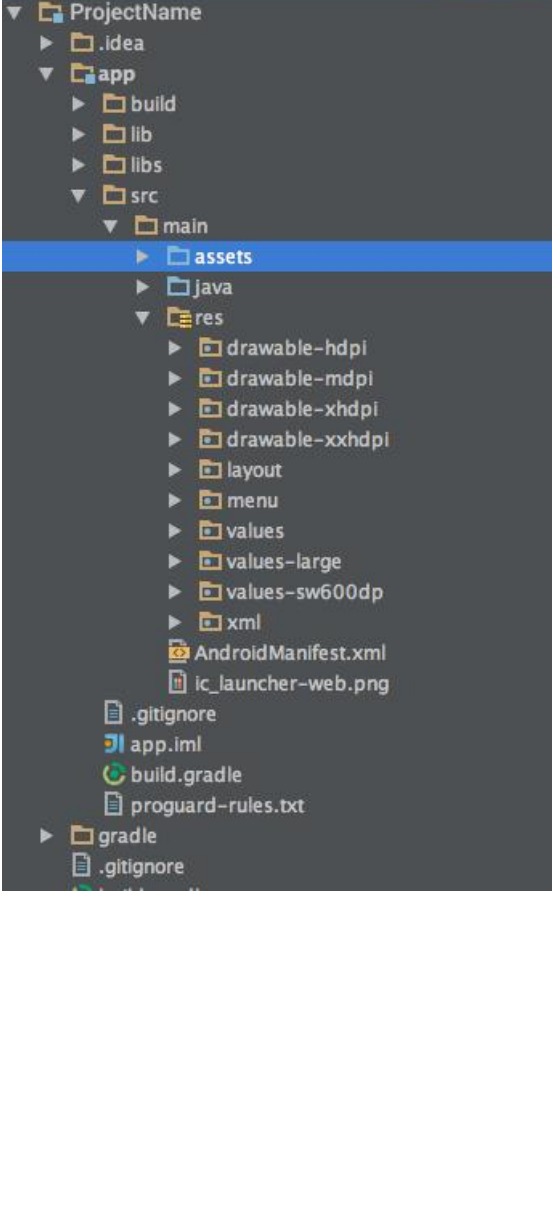 ProjectName
.idea
app
build
lib
libs
src
main
assets
java
res
drawable-hdpi
drawable-mdpi
drawable-xhdpi
drawable-xxhdpi
layout
menu
values
values-large
values-sw600dp
xml
AndroidManifest.xml
ic_launcher-web.png
.gitignore
app.iml
build.gradle
proguard-rules.txt
gradle
.gitignore